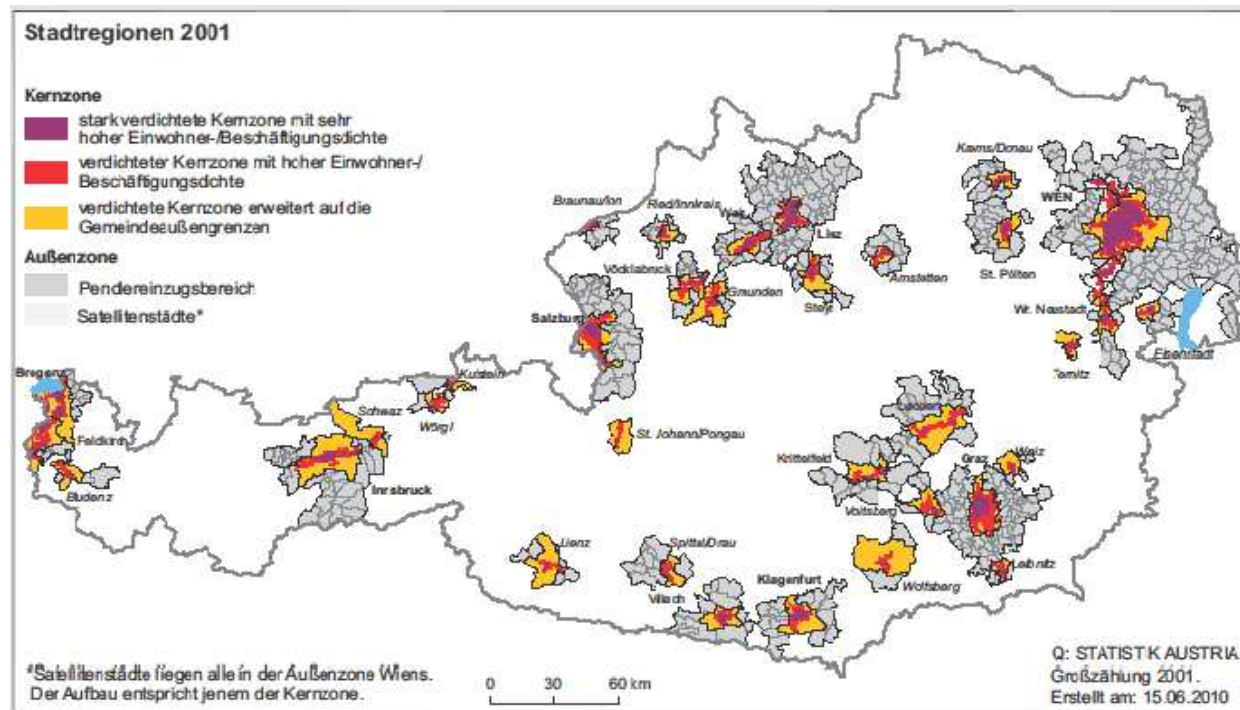 Stadtregionen 2001
Kernzone
stark verdichtete Kernzone mit sehr
hoher Einwohner-/Beschäftigungsdichte
verdichteter Kernzone mit hoher Einwohner-/
Beschäftigungsdichte
verdichtete Kernzone erweitert auf die
Gemeindeaußengrenzen
Außenzone
Pendereinzugsbereich
Satellitenstädte*
Krems/Donau
Braunau/Inn
Ried/Innkreis
Wels
WIEN
Linz
Vöcklabruck
Amstetten
St. Pölten
Gmunden
Steyr
Salzburg
Wr. Neustadt
Eisenstadt
Ternitz
Bregenz
Kufstein
Schwaz
Wörgl
Leoben
Feldkirch
St. Johann/Pongau
Knittelfeld
Graz
Weiz
Bludenz
Innsbruck
Voitsberg
Lienz
Spittal/Drau
Leibnitz
Villach
Klagenfurt
Wolfsberg
*Satellitenstädte liegen allein in der Außenzone Wiens.
Der Aufbau entspricht jenem der Kernzone.
0 30 60 km
Q: STATISTIK AUSTRIA
Großzählung 2001.
Erstellt am: 15.06.2010